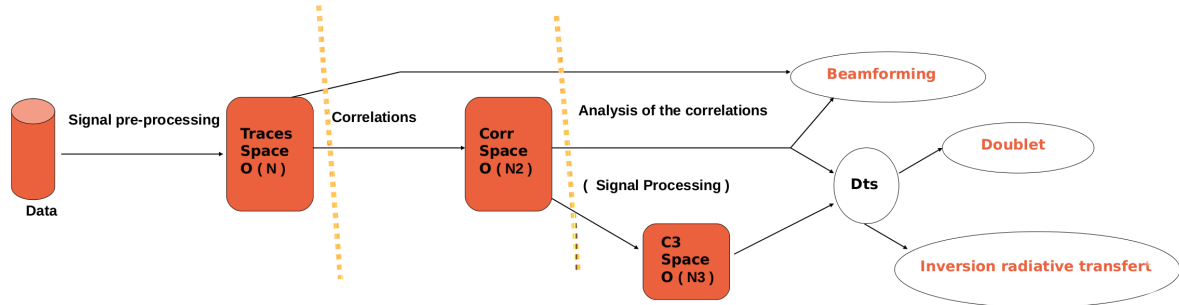 Beamforming
Signal pre-processing
Correlations
Analysis of the correlations
Traces
Space
O ( N )
Corr
Space
O ( N2 )
Doublet
( Signal Processing )
Dts
Data
C3
Space
O ( N3 )
Inversion radiative transfert